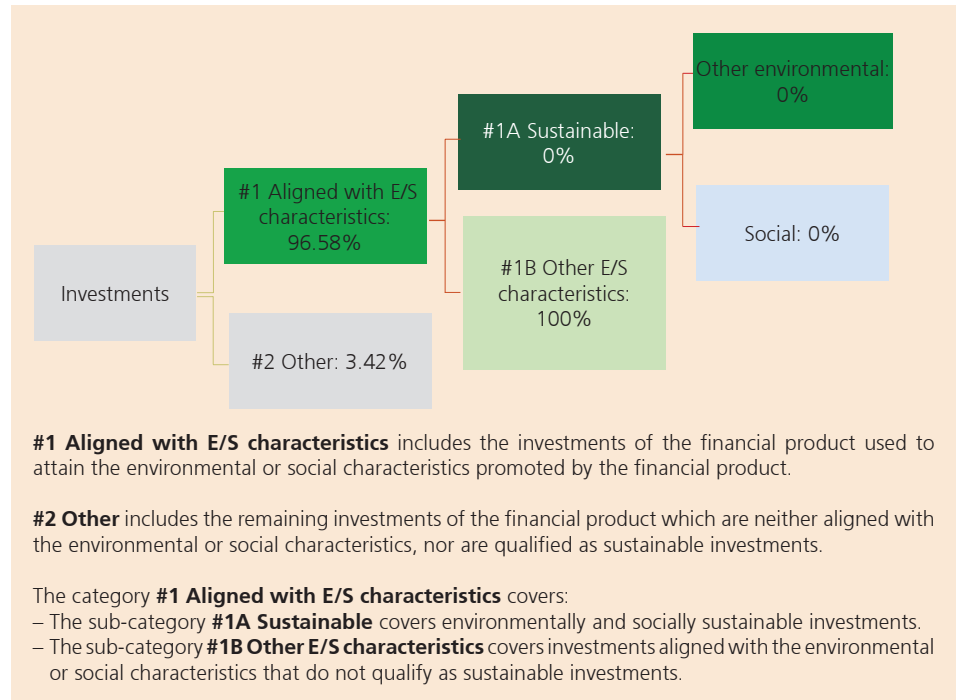 Other environmental:
0%
#1A Sustainable:
0%
#1 Aligned with E/S
characteristics:
96.58%
Social: 0%
#1B Other E/S
characteristics:
100%
Investments
#2 Other: 3.42%
#1 Aligned with E/S characteristics includes the investments of the financial product used to
attain the environmental or social characteristics promoted by the financial product.
#2 Other includes the remaining investments of the financial product which are neither aligned with
the environmental or social characteristics, nor are qualified as sustainable investments.
The category #1 Aligned with E/S characteristics covers:
– The sub-category #1A Sustainable covers environmentally and socially sustainable investments.
– The sub-category #1B Other E/S characteristics covers investments aligned with the environmental
or social characteristics that do not qualify as sustainable investments.